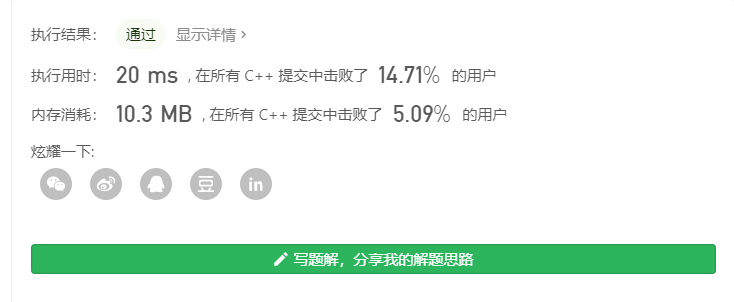 执行结果： 通过 显示详情 ›
执行用时： 20 ms , 在所有 C++ 提交中击败了 14.71% 的用户
内存消耗： 10.3 MB , 在所有 C++ 提交中击败了 5.09% 的用户
炫耀一下:
豆 in
写题解，分享我的解题思路